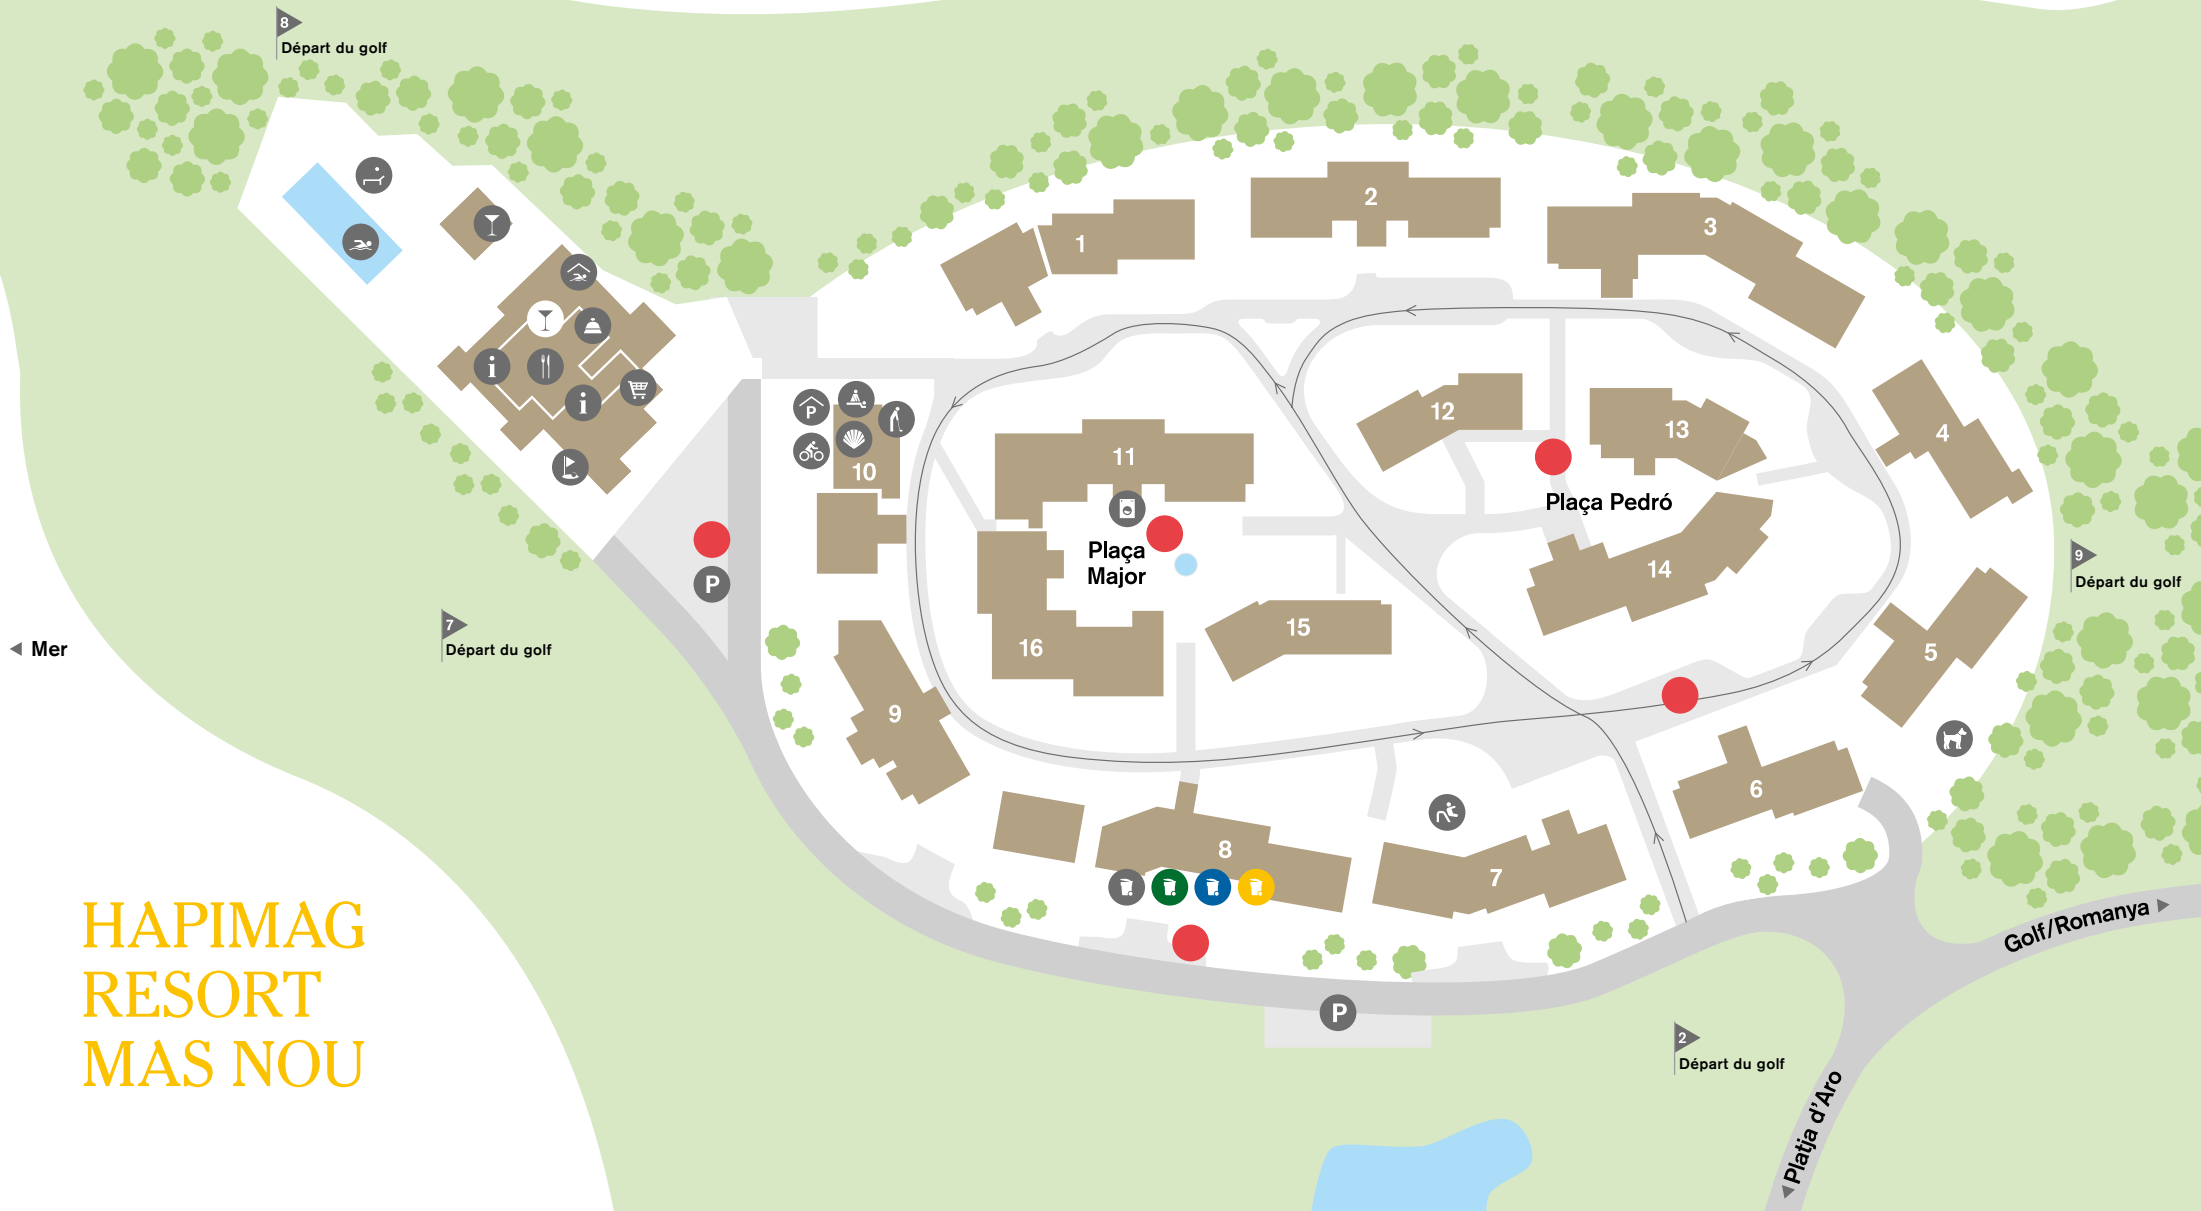 8
Départ du golf
1
2
3
4
5
6
7
8
9
10
11
12
13
14
15
16
i
i
P
P
P
Plaça
Major
Plaça Pedró
9
Départ du golf
7
Départ du golf
◀ Mer
2
Départ du golf
Golf/Romanya ▶
◀Platja d'Aro
HAPIMAG
RESORT
MAS NOU